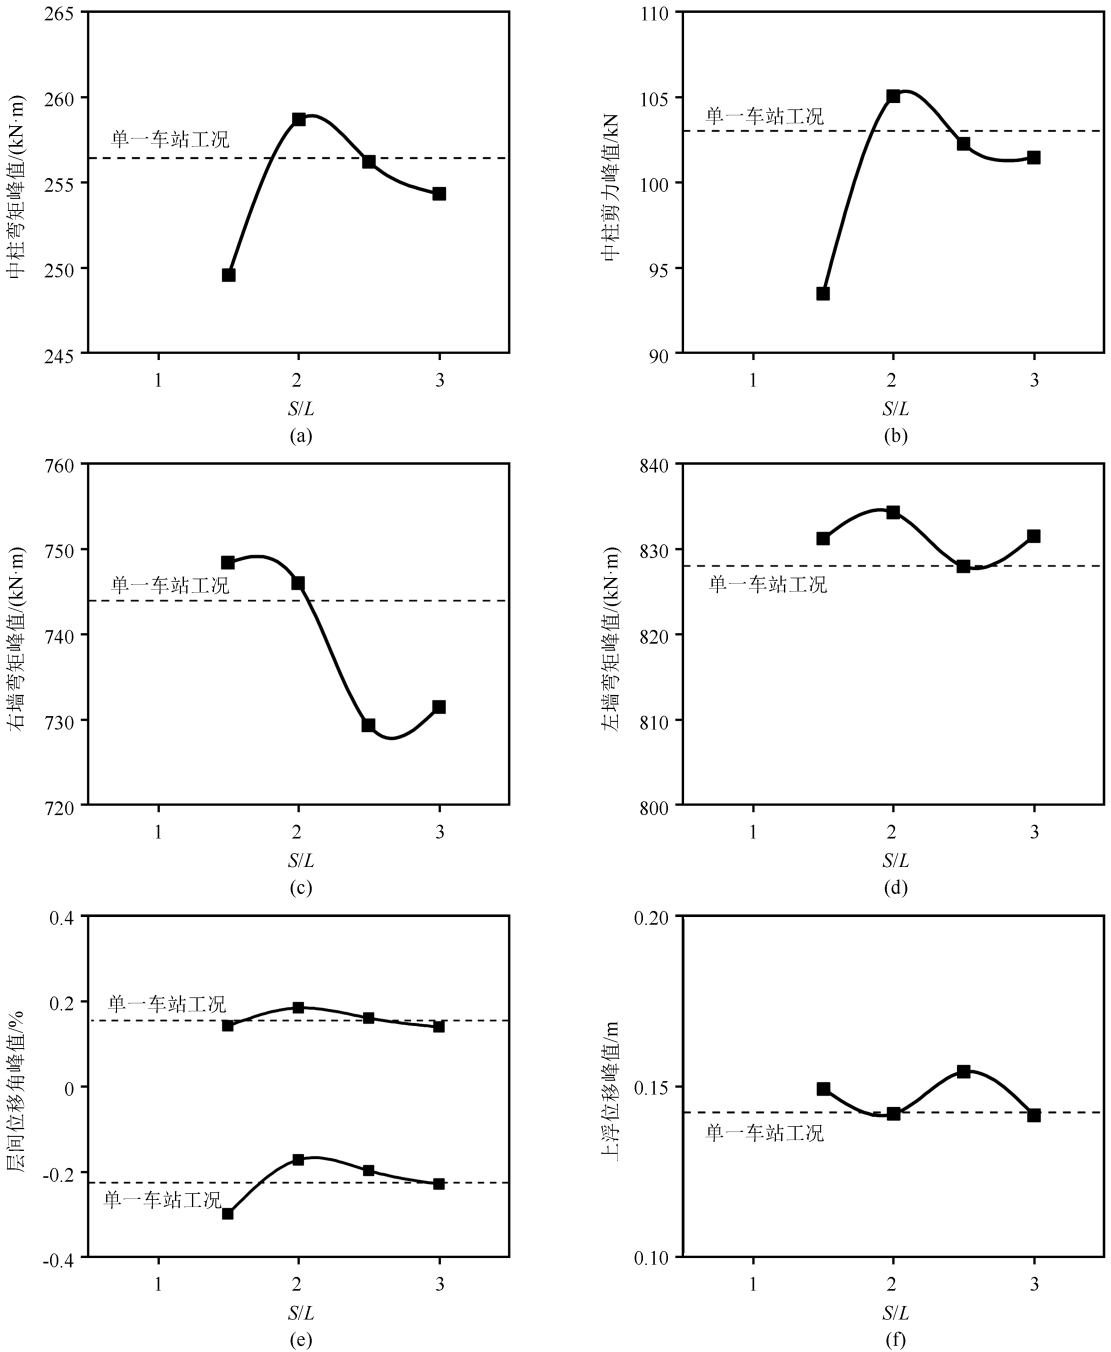 中柱弯矩峰值/(kN·m)
265
260
255
250
245
单一车站工况
1
2
3
S/L
(a)
中柱剪力峰值/kN
110
105
100
95
90
单一车站工况
1
2
3
S/L
(b)
右墙弯矩峰值/(kN·m)
760
750
740
730
720
单一车站工况
1
2
3
S/L
(c)
左墙弯矩峰值/(kN·m)
840
830
820
810
800
单一车站工况
1
2
3
S/L
(d)
层间位移角峰值/%
0.4
0.2
0
-0.2
-0.4
单一车站工况
单一车站工况
1
2
3
S/L
(e)
上浮位移峰值/m
0.20
0.15
0.10
单一车站工况
1
2
3
S/L
(f)